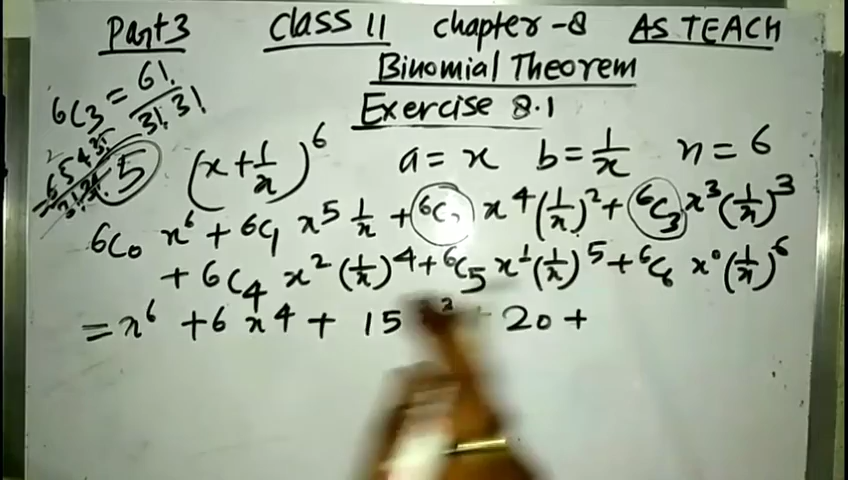 Part3 Class 11 chapter-8 AS TEACH
Binomial Theorem
Exercise 8.1
6C3 = 6!/3!.3!
(x+1/x)^6 a=x b=1/x n=6
6C0 x^6 + 6C1 x^5 1/x + 6C x^4(1/x)^2 + 6C3 x^3(1/x)^3
+ 6C4 x^2(1/x)^4 + 6C5 x^1(1/x)^5 + 6C6 x^0(1/x)^6
= x^6 + 6 x^4 + 15 2 20 +